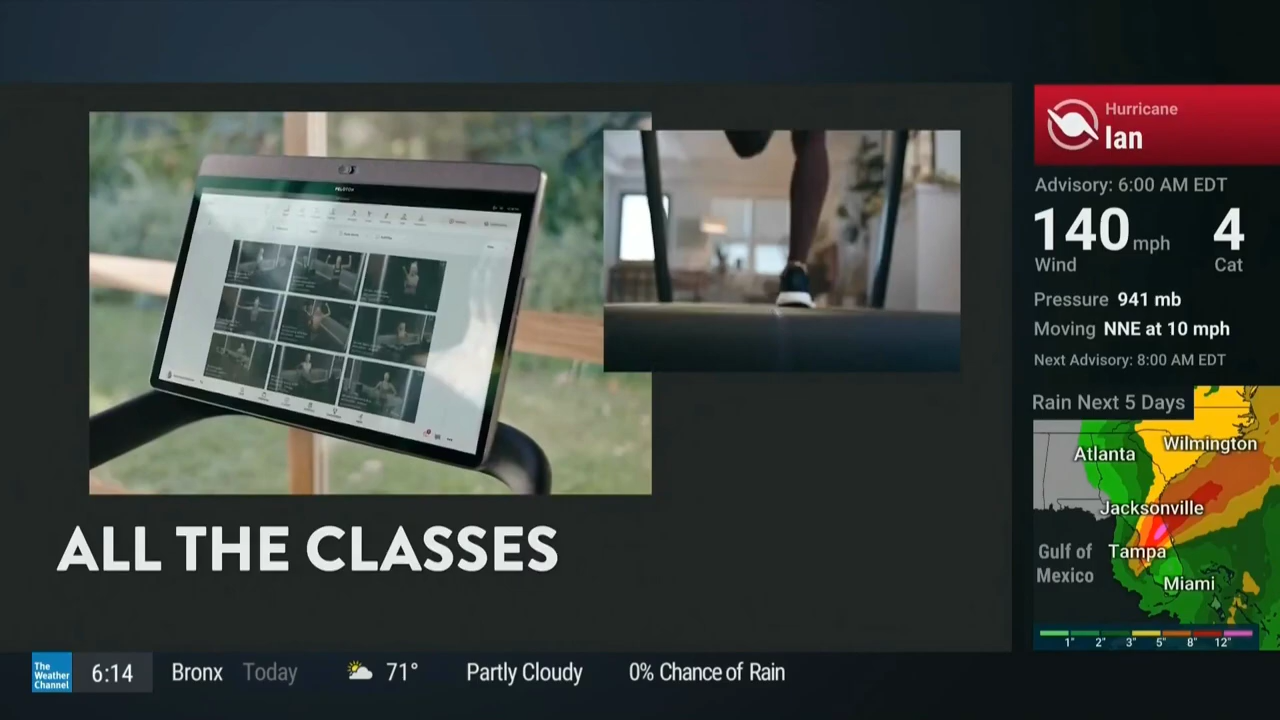 PELOTON
ALL THE CLASSES
Hurricane
Ian
Advisory: 6:00 AM EDT
140 mph 4
Wind Cat
Pressure 941 mb
Moving NNE at 10 mph
Next Advisory: 8:00 AM EDT
Rain Next 5 Days
Atlanta
Wilmington
Jacksonville
Gulf of
Mexico
Tampa
Miami
1" 2" 3" 5" 8" 12"
The
Weather
Channel
6:14 Bronx Today 71° Partly Cloudy 0% Chance of Rain